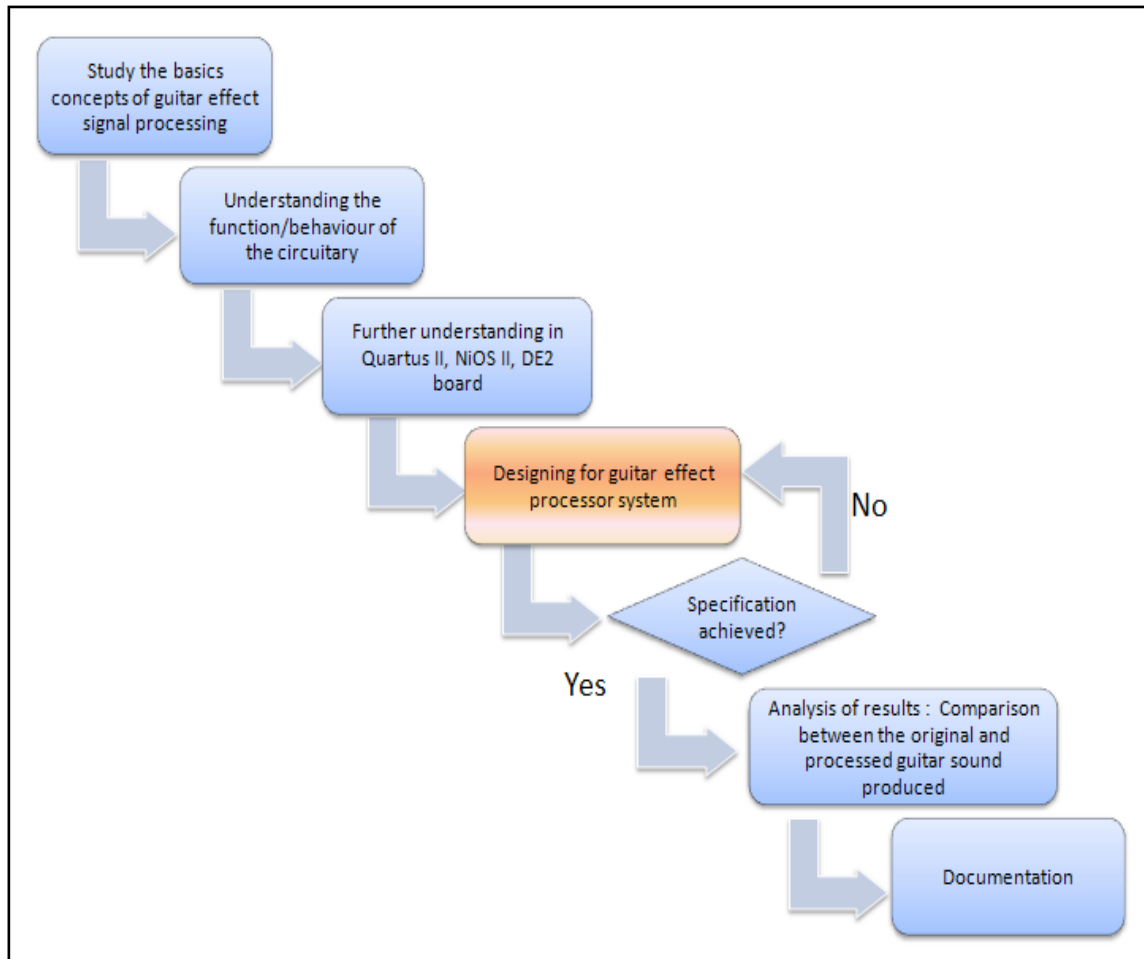 Study the basics
concepts of guitar effect
signal processing
Understanding the
function/behaviour of
the circuitary
Further understanding in
Quartus II, NiOS II, DE2
board
Designing for guitar effect
processor system
No
Specification
achieved?
Yes
Analysis of results : Comparison
between the original and
processed guitar sound
produced
Documentation